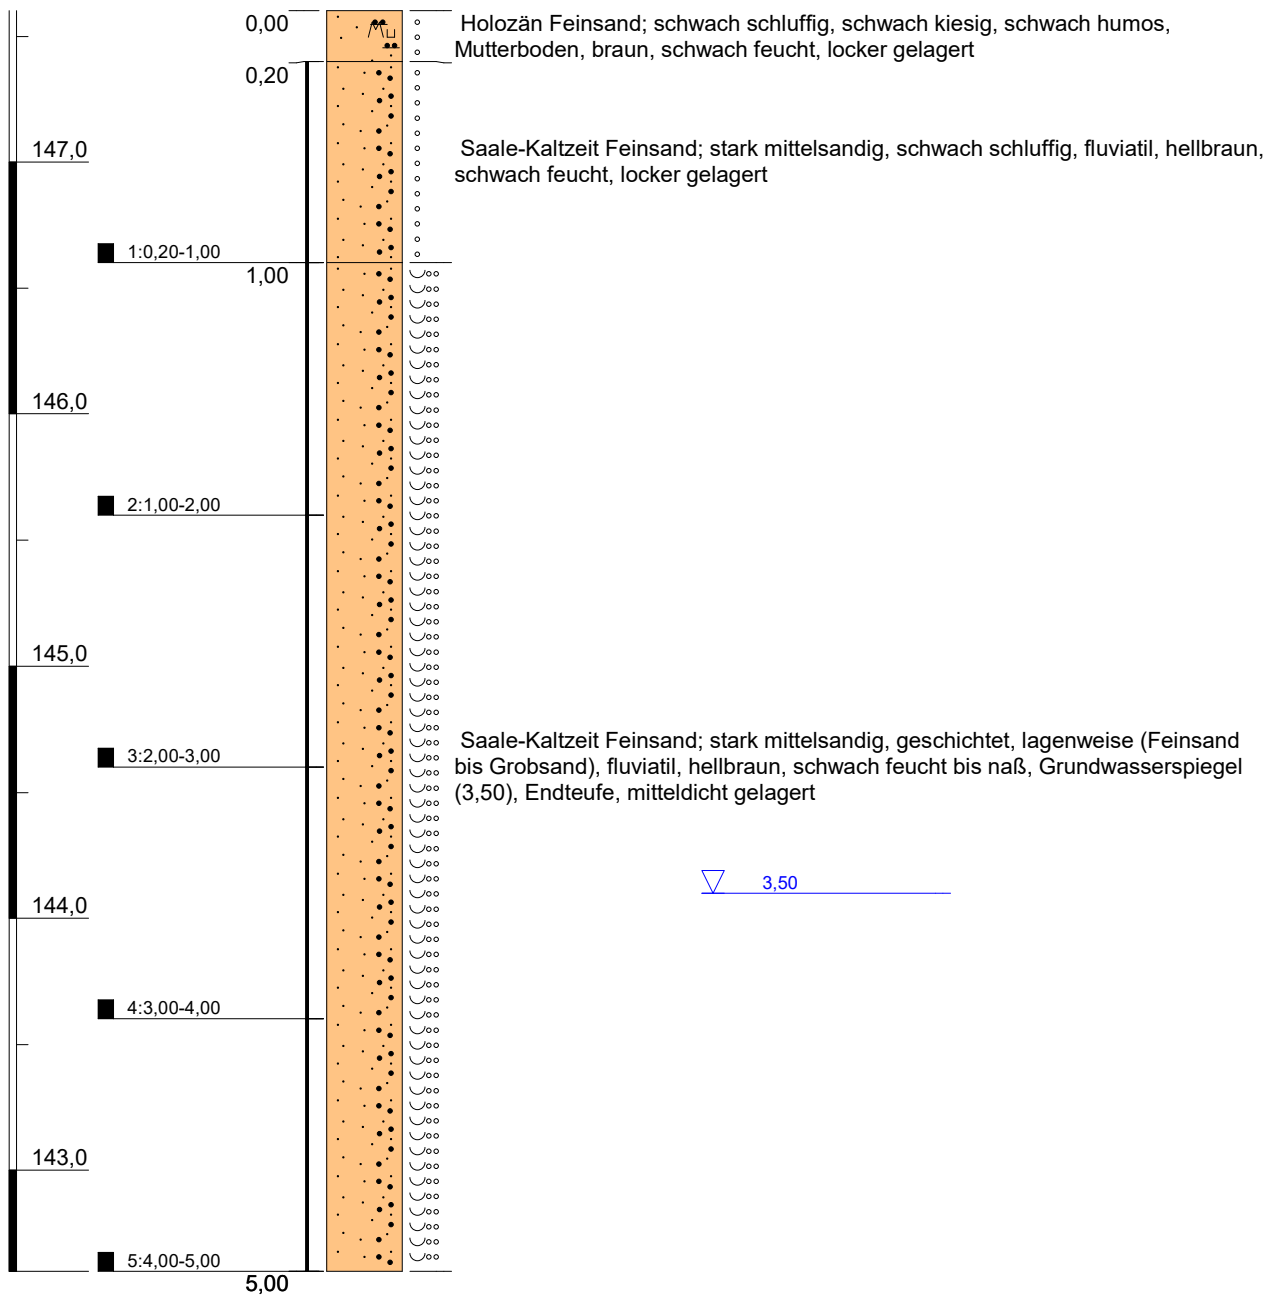 0,00
Holozän Feinsand; schwach schluffig, schwach kiesig, schwach humos,
Mutterboden, braun, schwach feucht, locker gelagert
Mu
0,20
147,0
Saale-Kaltzeit Feinsand; stark mittelsandig, schwach schluffig, fluviatil, hellbraun,
schwach feucht, locker gelagert
1:0,20-1,00
1,00
146,0
2:1,00-2,00
145,0
3:2,00-3,00
Saale-Kaltzeit Feinsand; stark mittelsandig, geschichtet, lagenweise (Feinsand
bis Grobsand), fluviatil, hellbraun, schwach feucht bis naß, Grundwasserspiegel
(3,50), Endteufe, mitteldicht gelagert
3,50
144,0
4:3,00-4,00
143,0
5:4,00-5,00
5,00